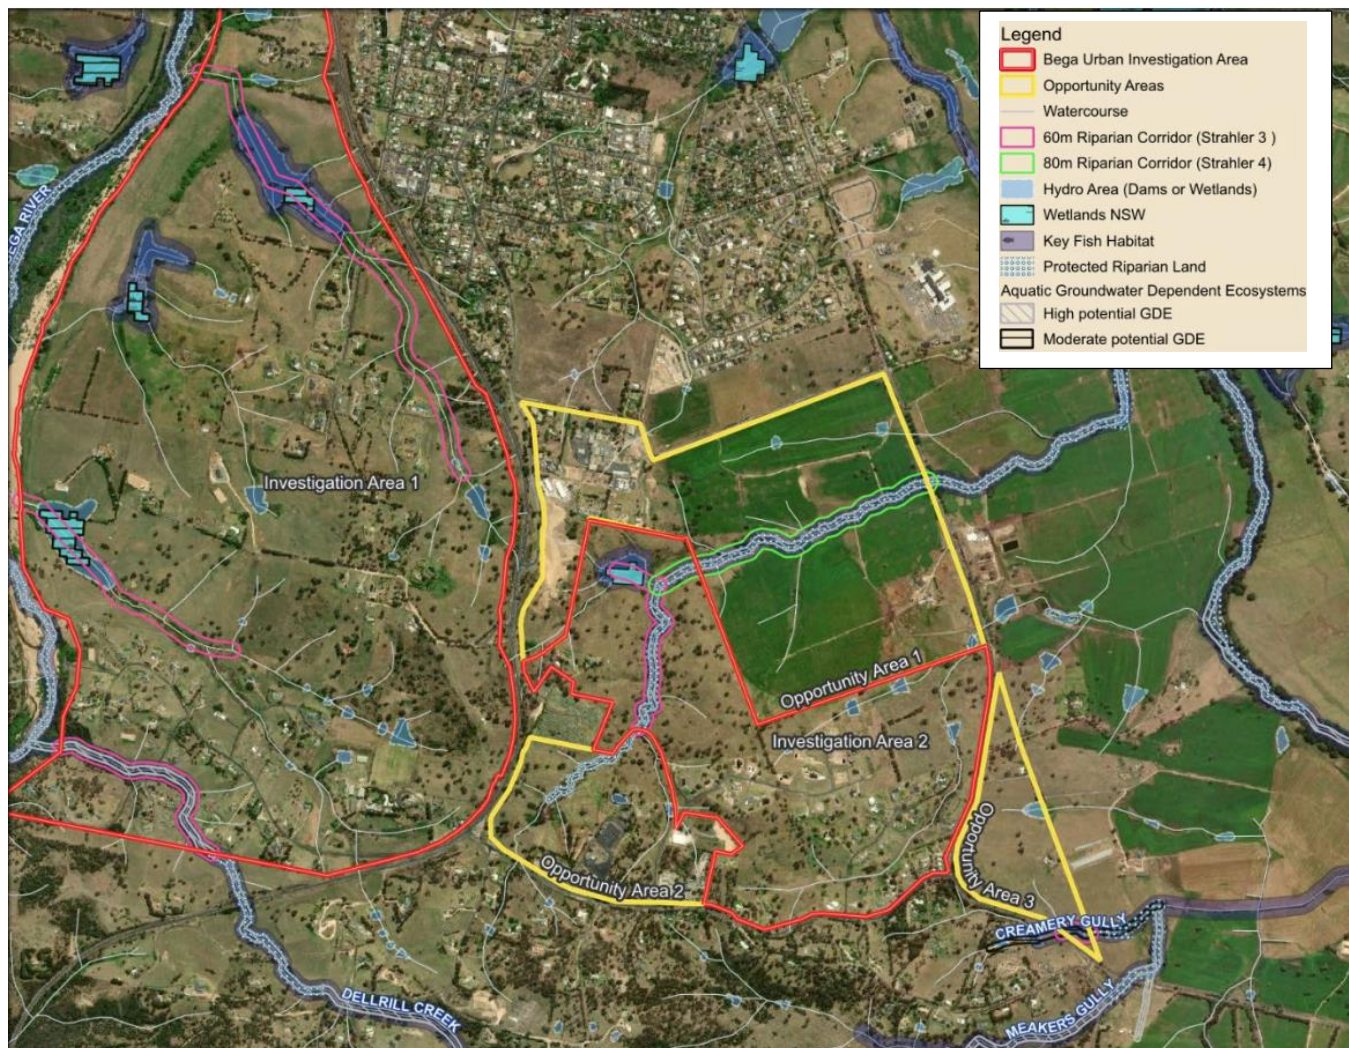 Legend
Bega Urban Investigation Area
Opportunity Areas
Watercourse
60m Riparian Corridor (Strahler 3 )
80m Riparian Corridor (Strahler 4)
Hydro Area (Dams or Wetlands)
Wetlands NSW
Key Fish Habitat
Protected Riparian Land
Aquatic Groundwater Dependent Ecosystems
High potential GDE
Moderate potential GDE
BEGA RIVER
Investigation Area 1
Opportunity Area 1
Investigation Area 2
Opportunity Area 2
Opportunity Area 3
CREAMERY GULLY
DELLRILL CREEK
MEAKERS GULLY